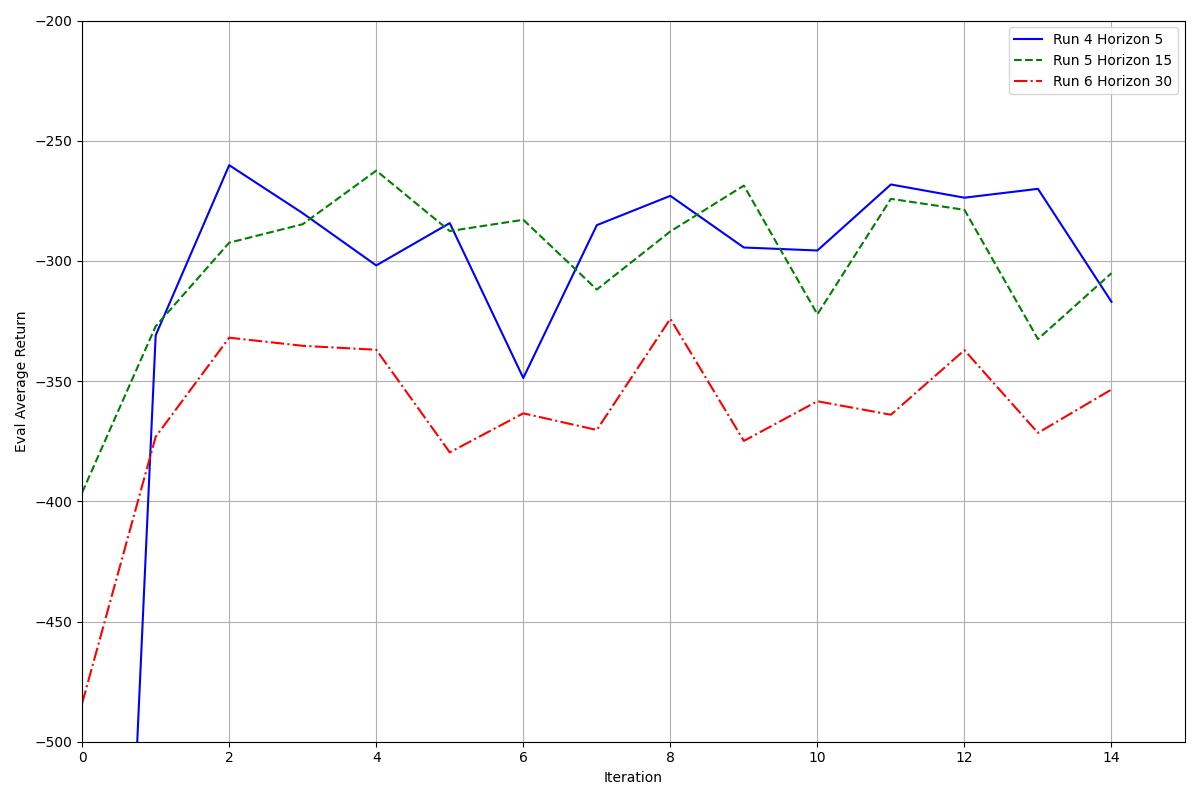 −200
−250
−300
−350
−400
−450
−500
Eval Average Return
0 2 4 6 8 10 12 14
Iteration
Run 4 Horizon 5
Run 5 Horizon 15
Run 6 Horizon 30